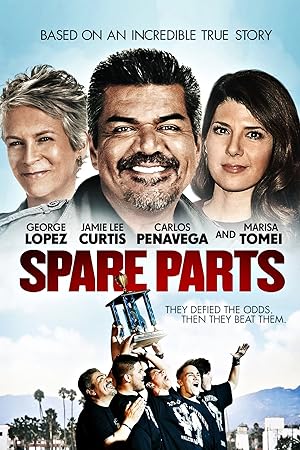 BASED ON AN INCREDIBLE TRUE STORY
GEORGE LOPEZ JAMIE LEE CURTIS CARLOS PENAVEGA AND MARISA TOMEI
SPARE PARTS
THEY DEFIED THE ODDS.
THEN THEY BEAT THEM.